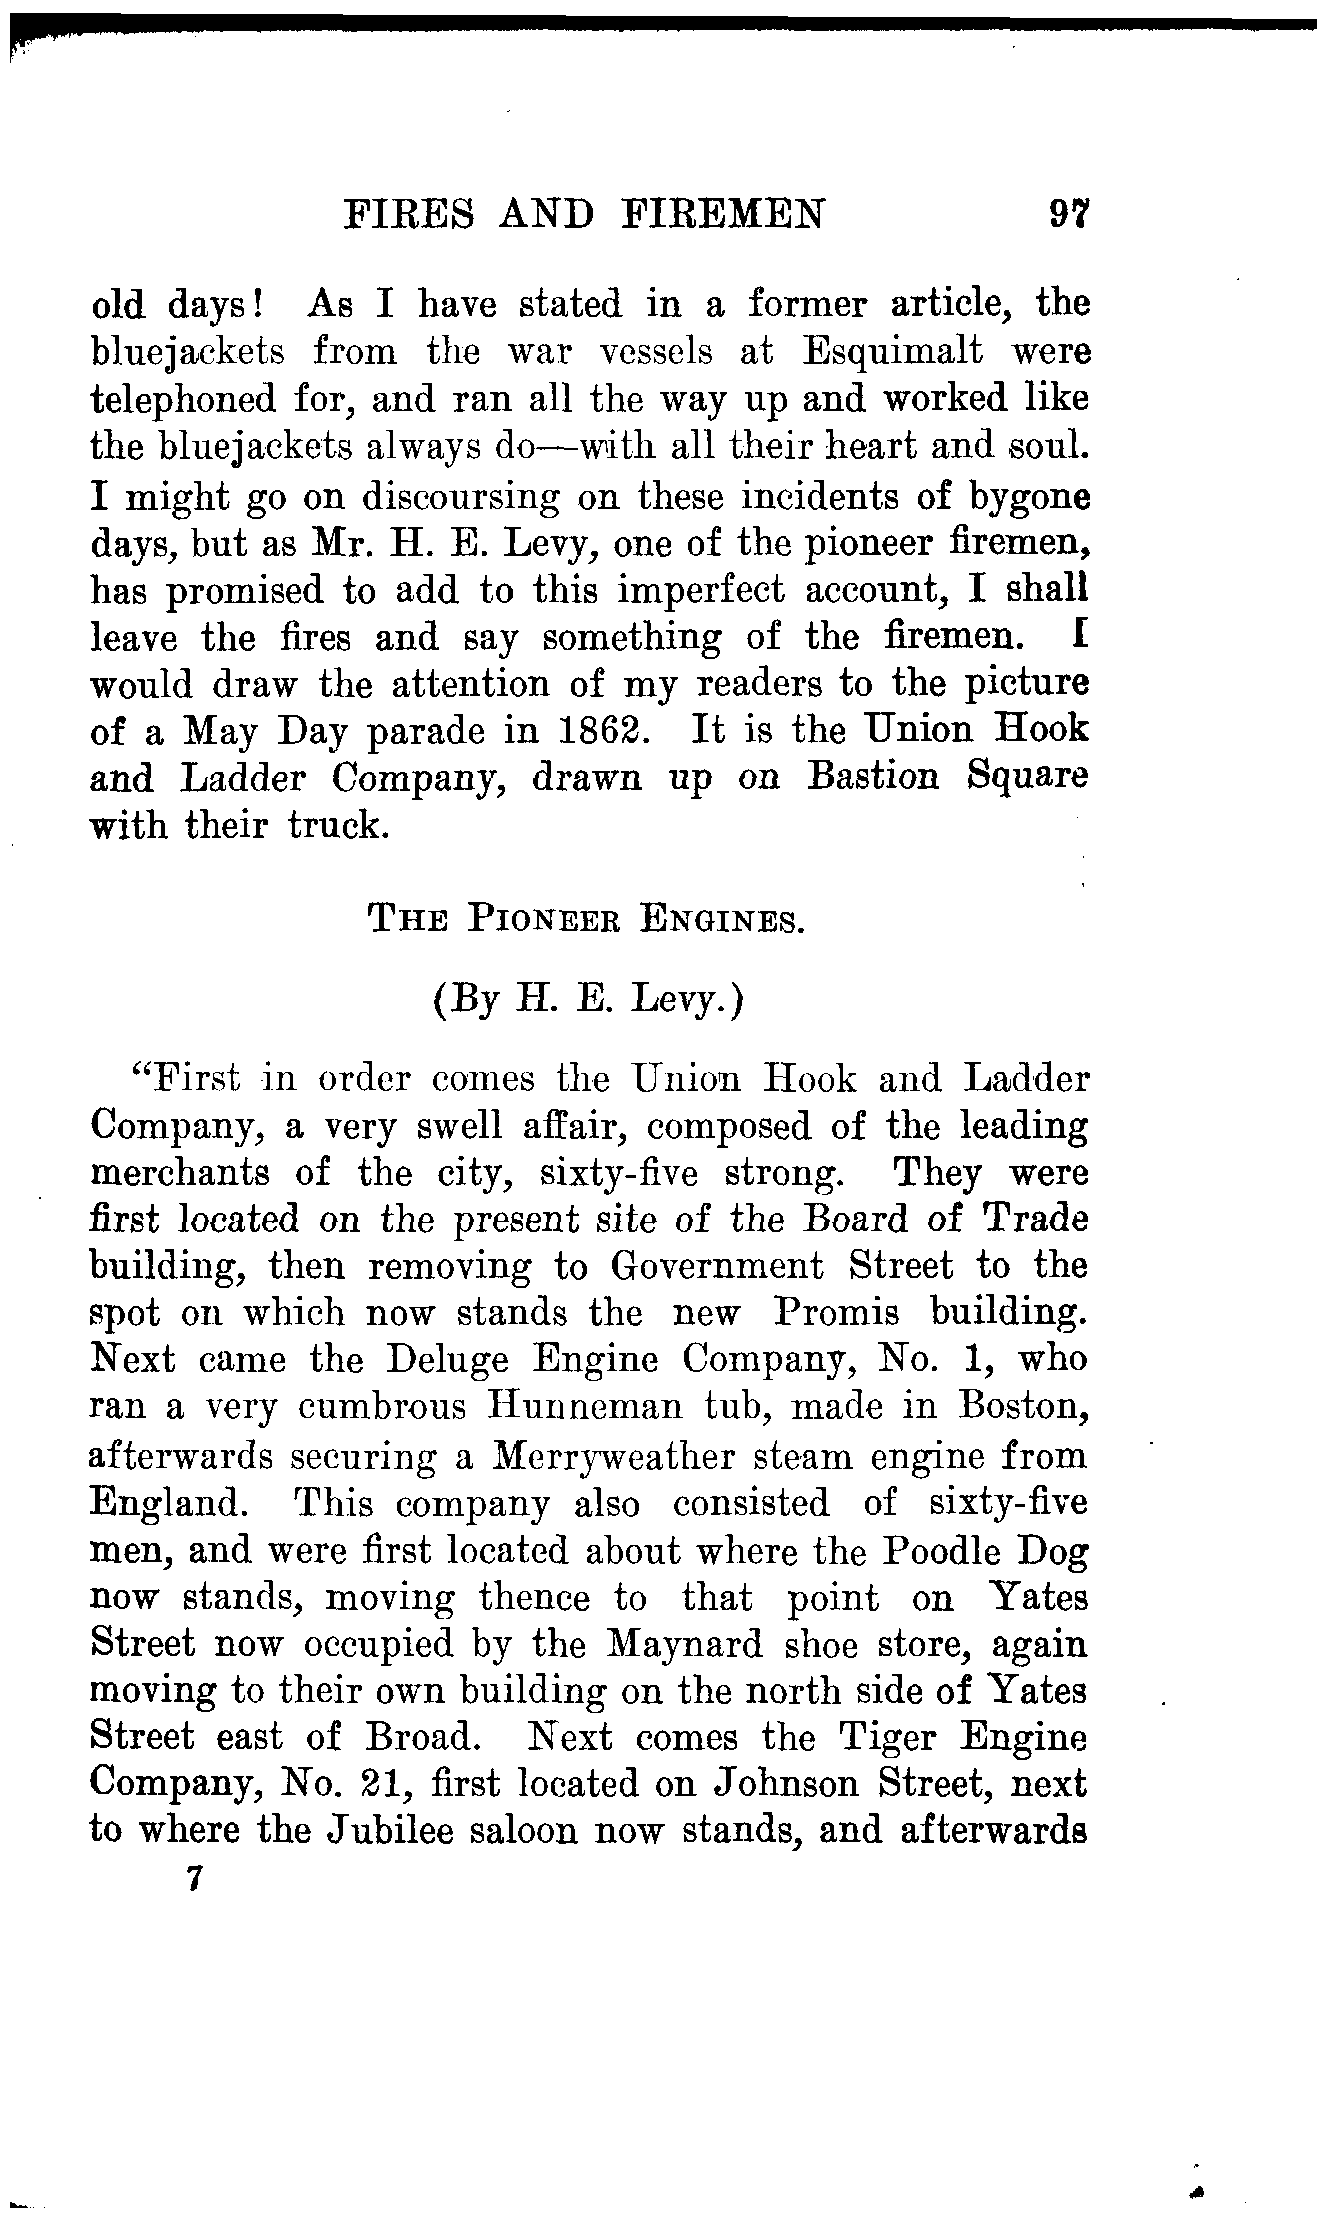 FIRES AND FIREMEN 97
old days! As I have stated in a former article, the
bluejackets from the war vessels at Esquimalt were
telephoned for, and ran all the way up and worked like
the bluejackets always do—with all their heart and soul.
I might go on discoursing on these incidents of bygone
days, but as Mr. H. E. Levy, one of the pioneer firemen,
has promised to add to this imperfect account, I shall
leave the fires and say something of the firemen. I
would draw the attention of my readers to the picture
of a May Day parade in 1862. It is the Union Hook
and Ladder Company, drawn up on Bastion Square
with their truck.
THE PIONEER ENGINES.
(By H. E. Levy.)
"First in order comes the Union Hook and Ladder
Company, a very swell affair, composed of the leading
merchants of the city, sixty-five strong. They were
first located on the present site of the Board of Trade
building, then removing to Government Street to the
spot on which now stands the new Promis building.
Next came the Deluge Engine Company, No. 1, who
ran a very cumbrous Hunneman tub, made in Boston,
afterwards securing a Merryweather steam engine from
England. This company also consisted of sixty-five
men, and were first located about where the Poodle Dog
now stands, moving thence to that point on Yates
Street now occupied by the Maynard shoe store, again
moving to their own building on the north side of Yates
Street east of Broad. Next comes the Tiger Engine
Company, No. 21, first located on Johnson Street, next
to where the Jubilee saloon now stands, and afterwards
7